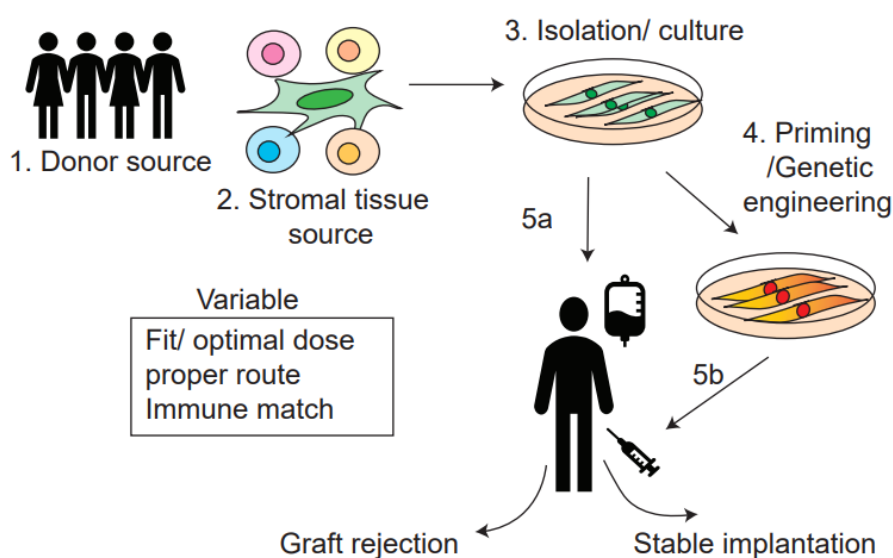 1. Donor source
2. Stromal tissue
source
3. Isolation/ culture
4. Priming
/Genetic
engineering
5a
5b
Variable
Fit/ optimal dose
proper route
Immune match
Graft rejection
Stable implantation